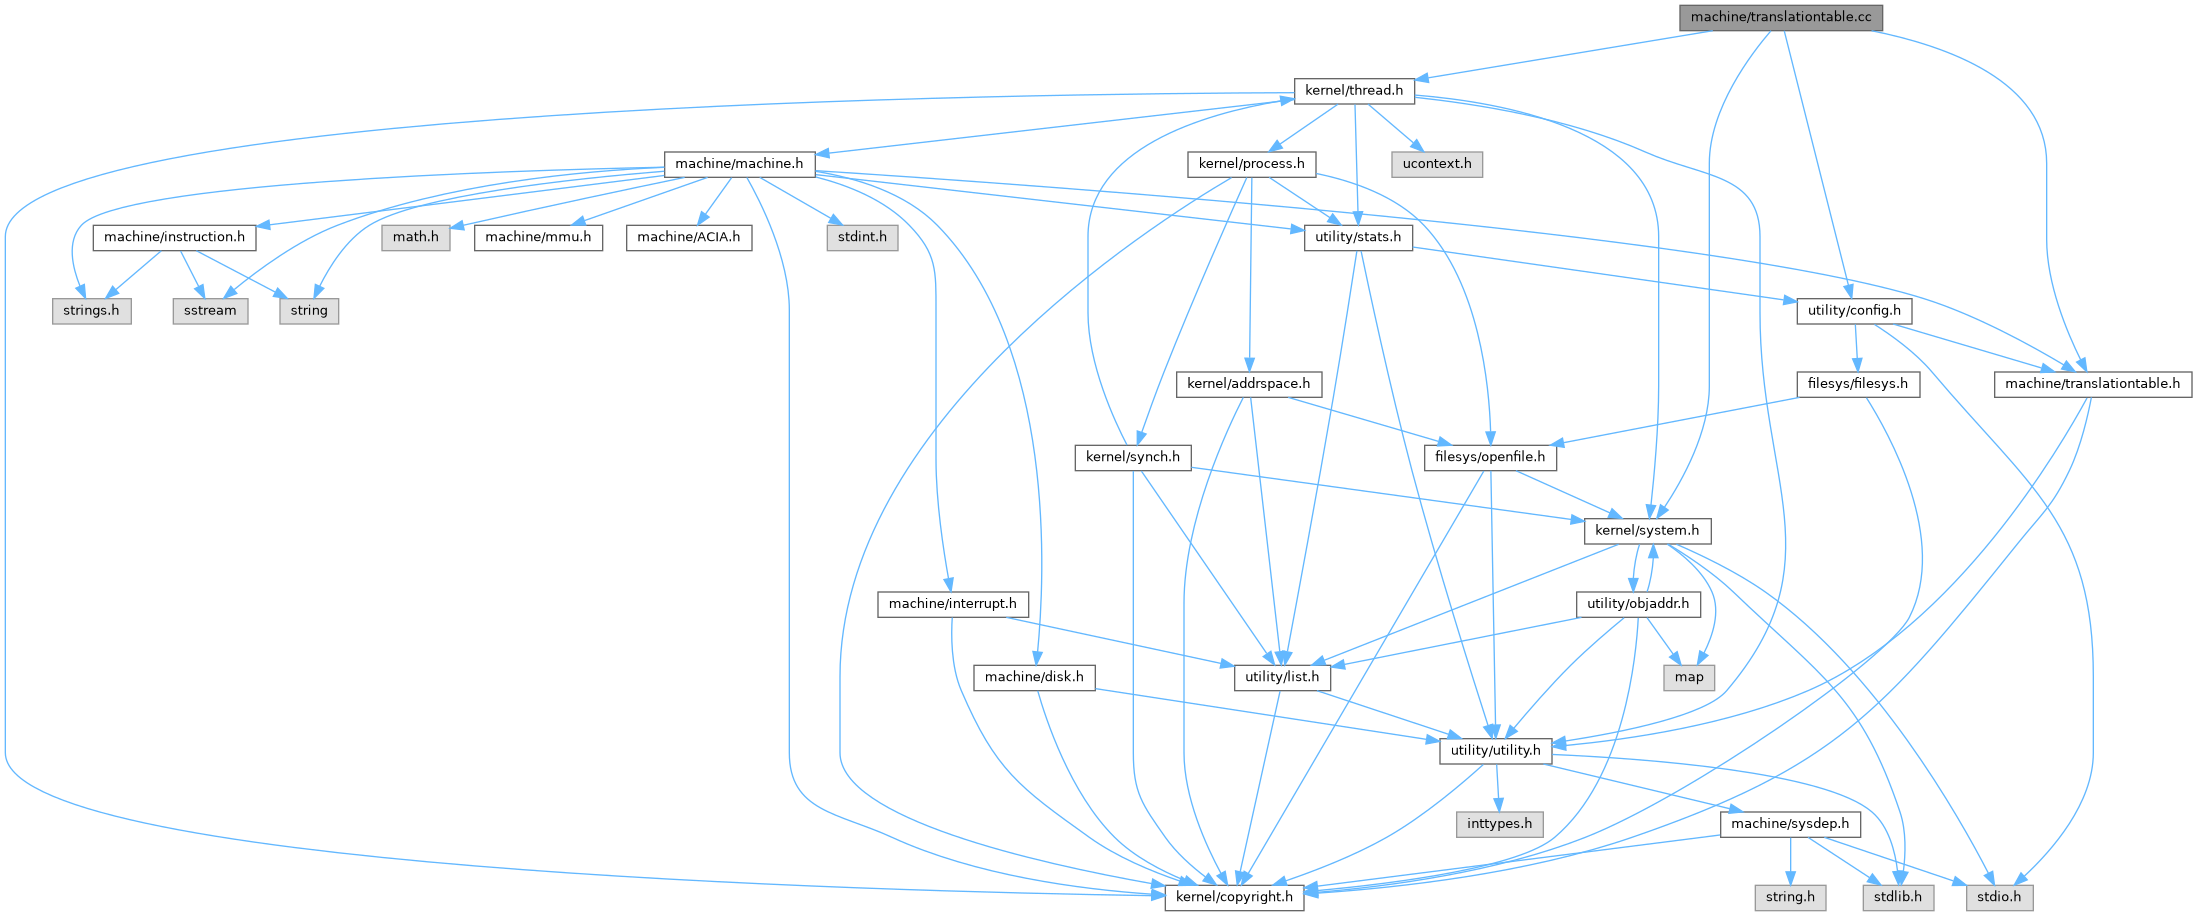 machine/translationtable.cc
kernel/thread.h
machine/machine.h
kernel/process.h
ucontext.h
machine/instruction.h
math.h
machine/mmu.h
machine/ACIA.h
stdint.h
utility/stats.h
strings.h
sstream
string
utility/config.h
kernel/addrspace.h
filesys/filesys.h
machine/translationtable.h
kernel/synch.h
filesys/openfile.h
kernel/system.h
machine/interrupt.h
utility/objaddr.h
machine/disk.h
utility/list.h
map
utility/utility.h
inttypes.h
machine/sysdep.h
kernel/copyright.h
string.h
stdlib.h
stdio.h